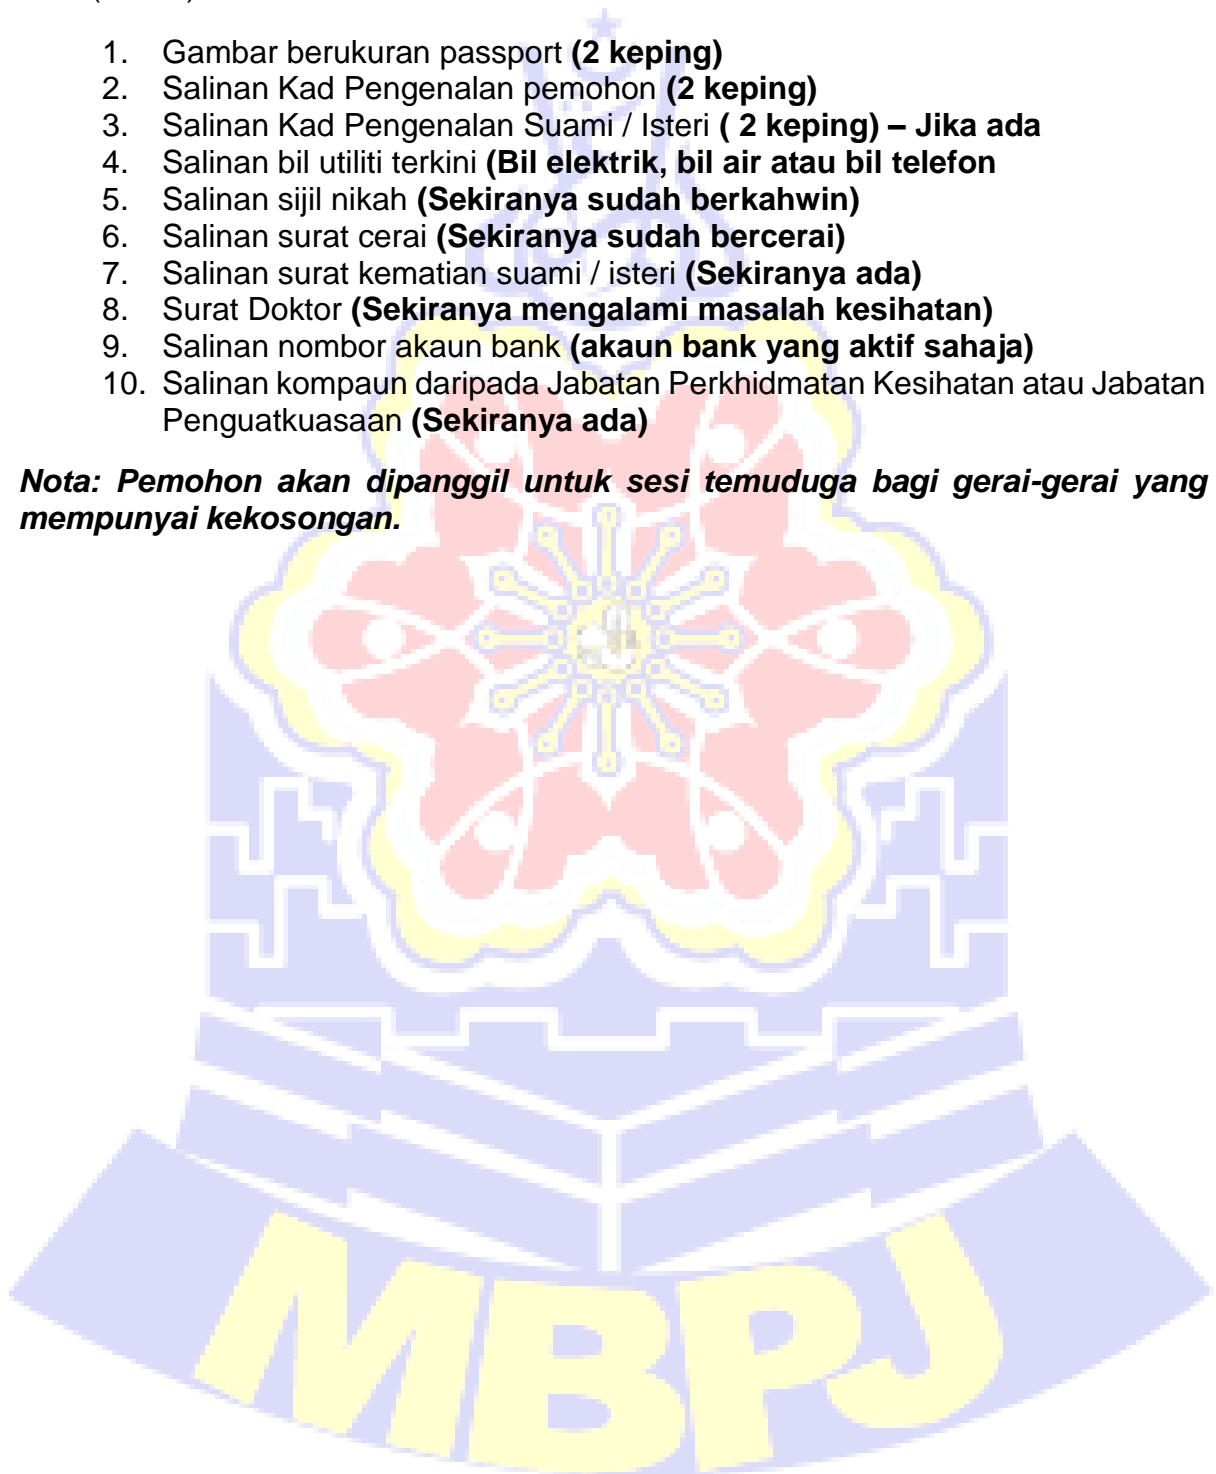 1. Gambar berukuran passport (2 keping)
2. Salinan Kad Pengenalan pemohon (2 keping)
3. Salinan Kad Pengenalan Suami / Isteri ( 2 keping) – Jika ada
4. Salinan bil utiliti terkini (Bil elektrik, bil air atau bil telefon
5. Salinan sijil nikah (Sekiranya sudah berkahwin)
6. Salinan surat cerai (Sekiranya sudah bercerai)
7. Salinan surat kematian suami / isteri (Sekiranya ada)
8. Surat Doktor (Sekiranya mengalami masalah kesihatan)
9. Salinan nombor akaun bank (akaun bank yang aktif sahaja)
10. Salinan kompaun daripada Jabatan Perkhidmatan Kesihatan atau Jabatan
Penguatkuasaan (Sekiranya ada)
Nota: Pemohon akan dipanggil untuk sesi temuduga bagi gerai-gerai yang
mempunyai kekosongan.
MBPJ